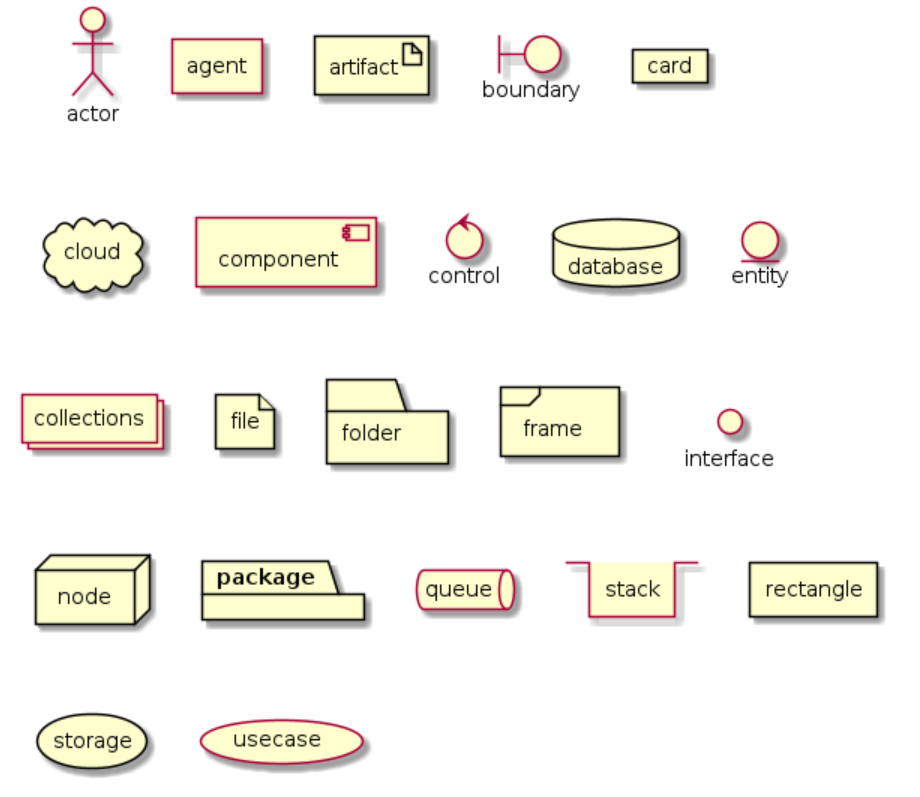 actor
agent
artifact
boundary
card
cloud
component
control
database
entity
collections
file
folder
frame
interface
node
package
queue
stack
rectangle
storage
usecase